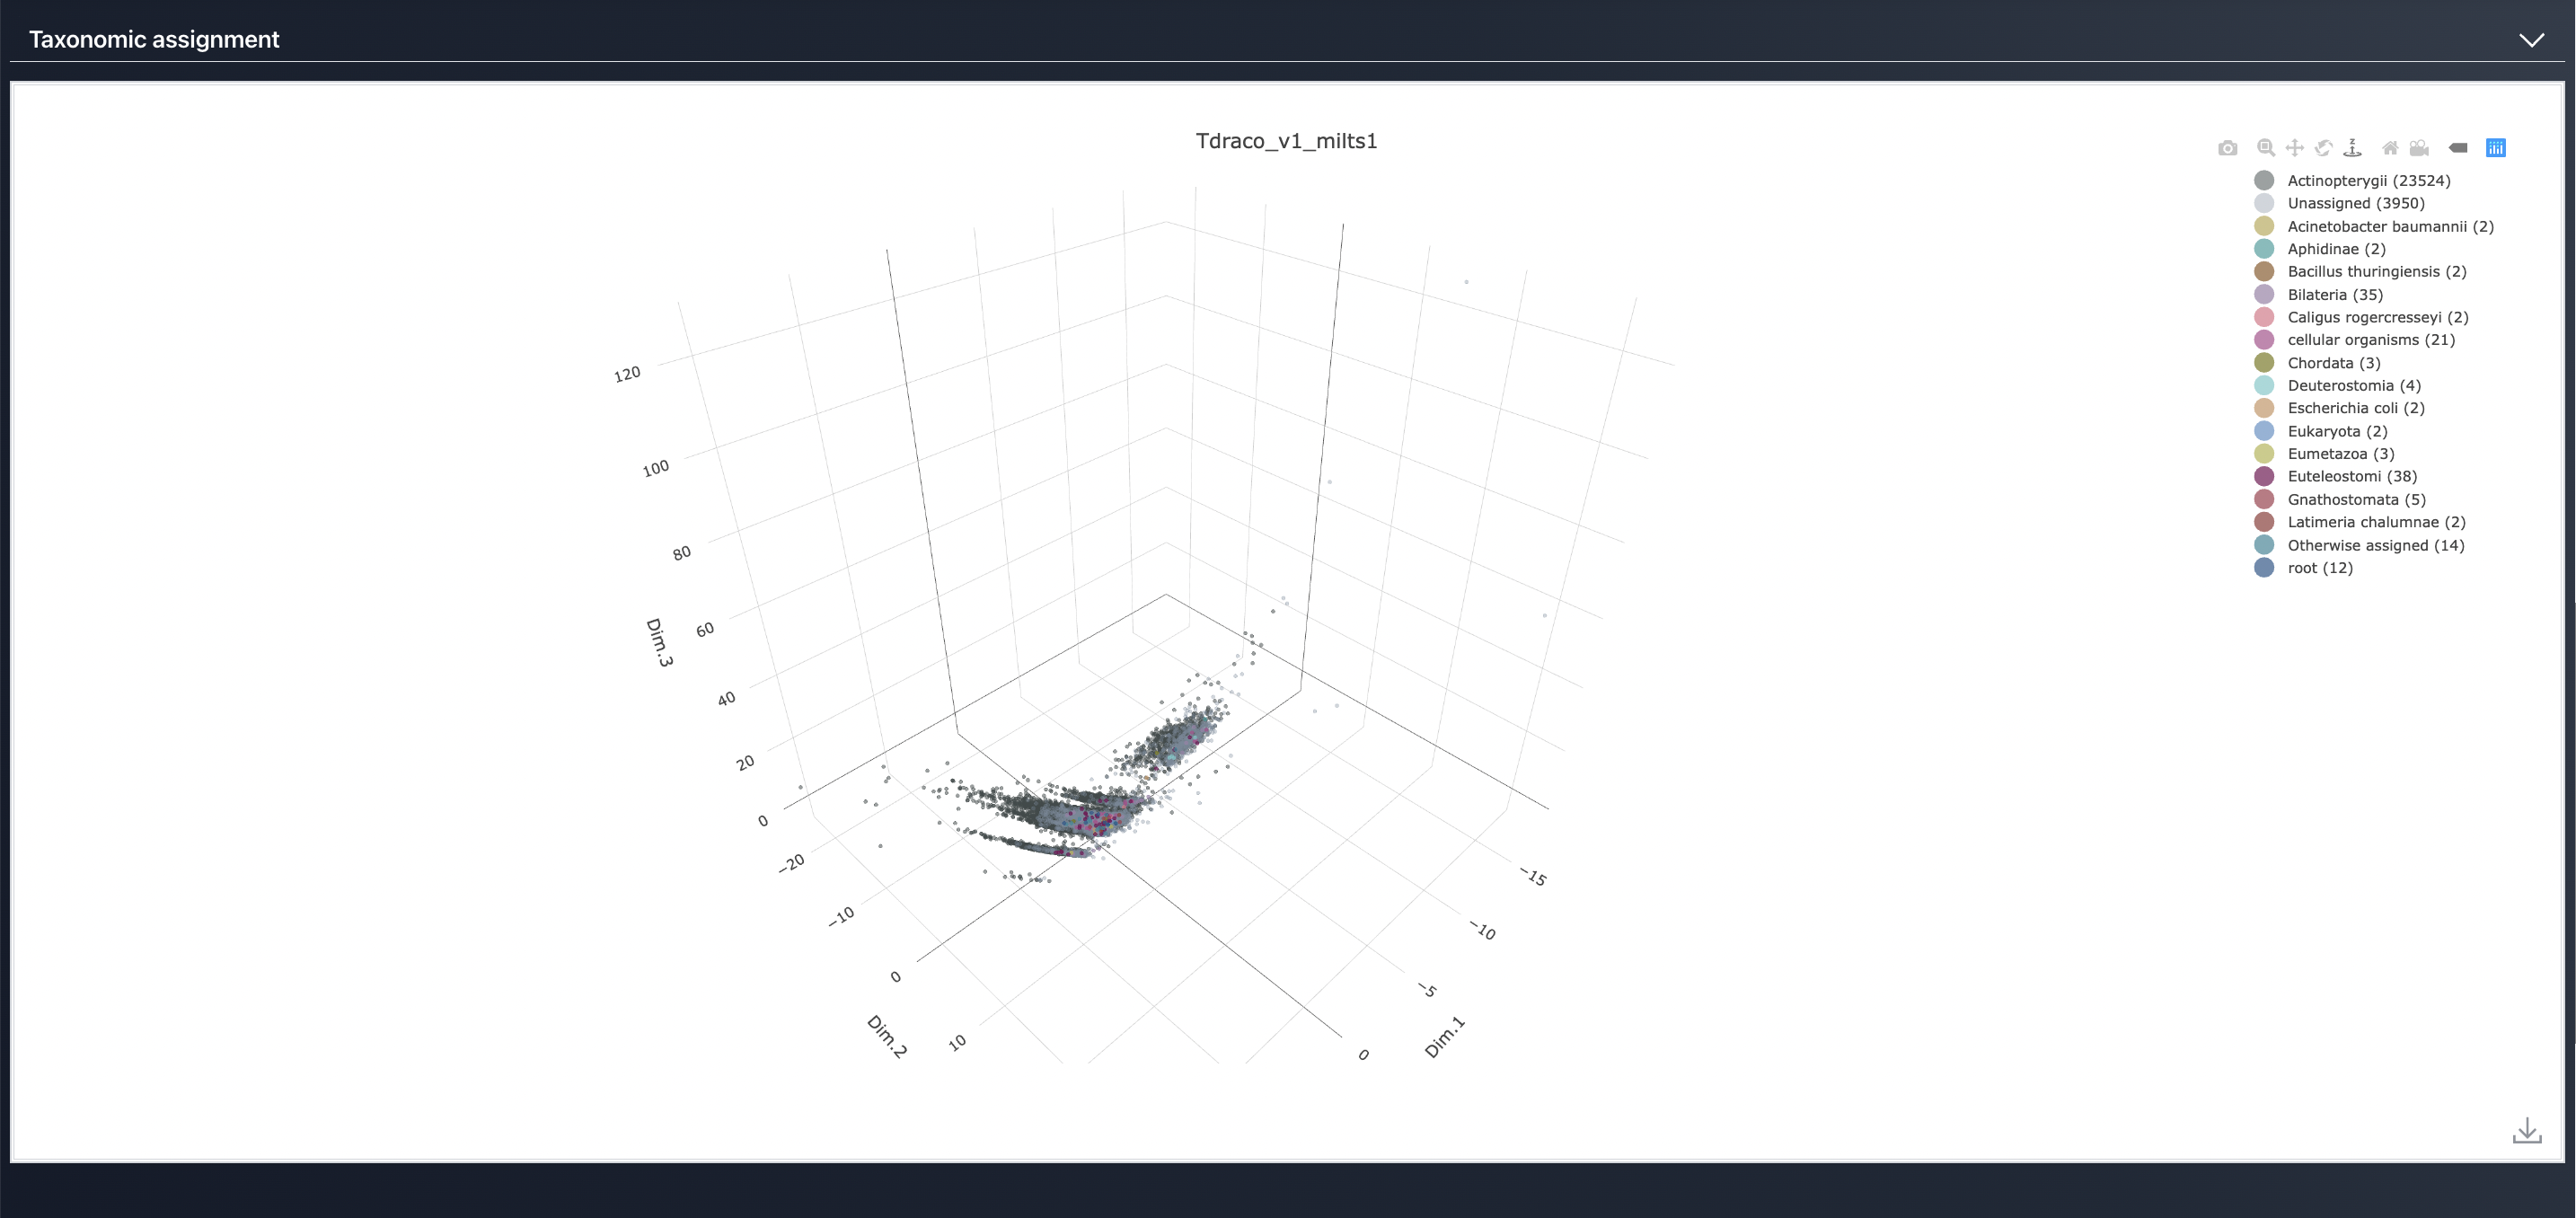 Taxonomic assignment
Tdraco_v1_milts1
Actinopterygii (23524)
Unassigned (3950)
Acinetobacter baumannii (2)
Aphidinae (2)
Bacillus thuringiensis (2)
Bilateria (35)
Caligus rogercresseyi (2)
cellular organisms (21)
Chordata (3)
Deuterostomia (4)
Escherichia coli (2)
Eukaryota (2)
Eumetazoa (3)
Euteleostomi (38)
Gnathostomata (5)
Latimeria chalumnae (2)
Otherwise assigned (14)
root (12)
120
100
80
60
40
20
0
Dim.3
−20
−10
0
10
Dim.2
−15
−10
−5
0
Dim.1